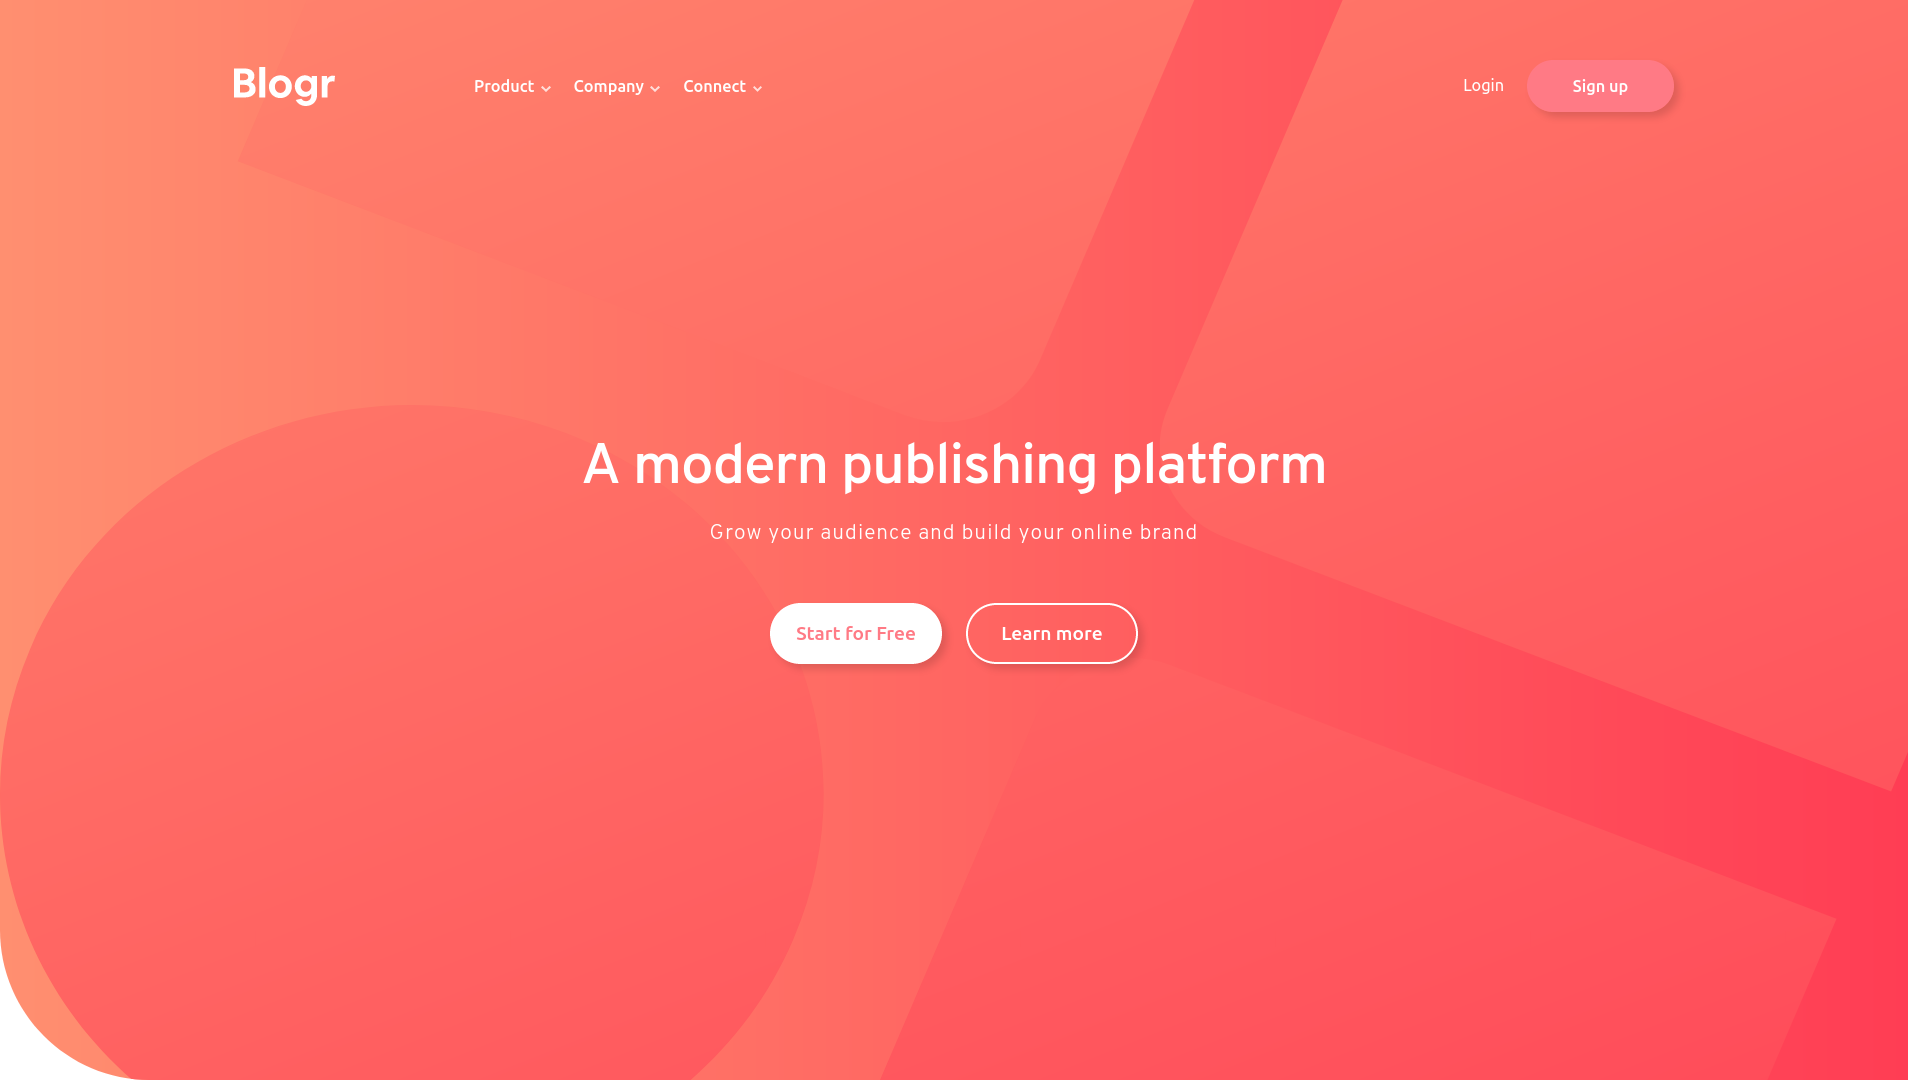 Blogr
Product
Company
Connect
Login
Sign up
A modern publishing platform
Grow your audience and build your online brand
Start for Free
Learn more